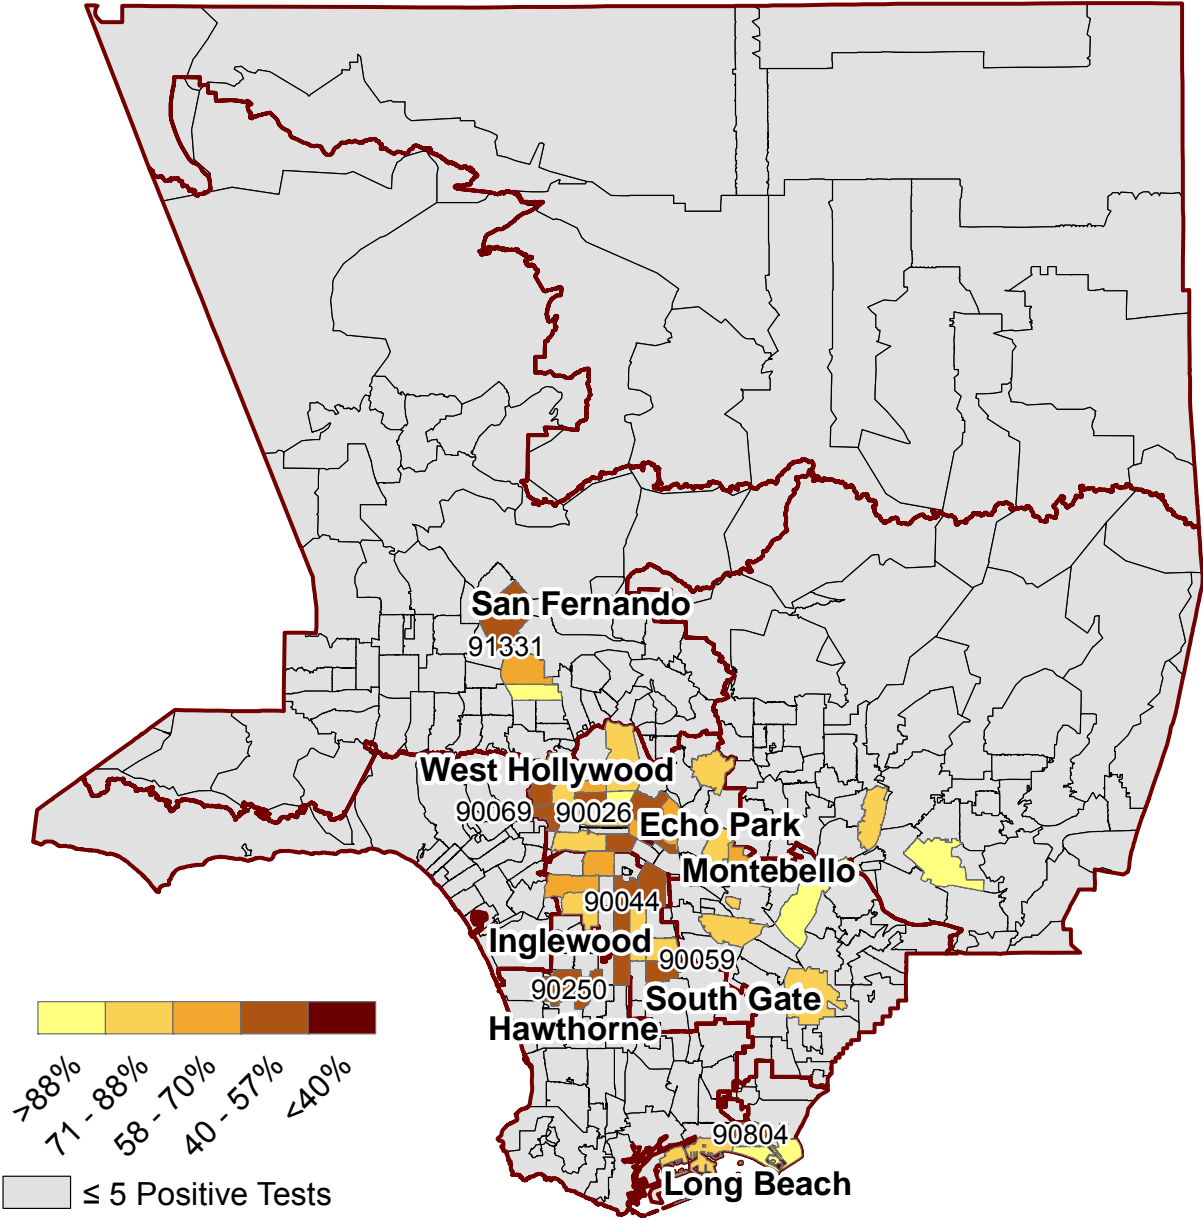 San Fernando
91331
West Hollywood
90069
90026
Echo Park
Montebello
90044
Inglewood
90059
90250
South Gate
Hawthorne
>88%
71 - 88%
58 - 70%
40 - 57%
<40%
90804
Long Beach
≤ 5 Positive Tests